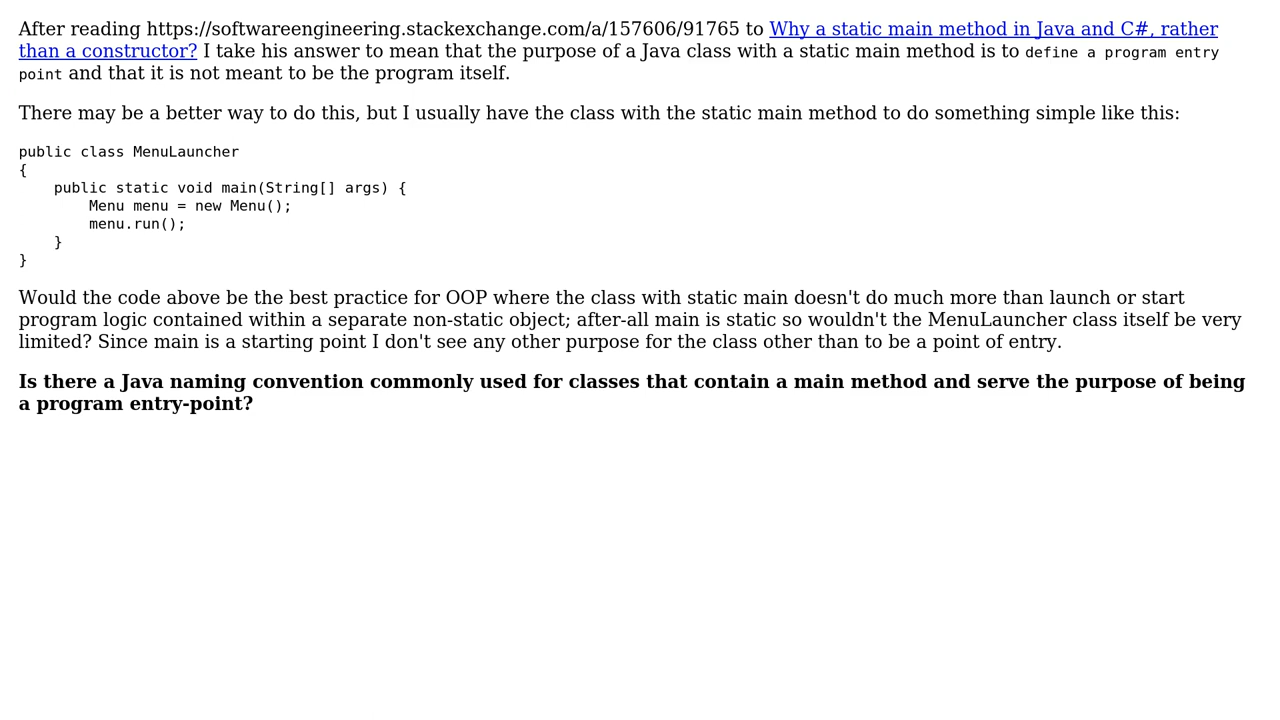 After reading https://softwareengineering.stackexchange.com/a/157606/91765 to Why a static main method in Java and C#, rather
than a constructor? I take his answer to mean that the purpose of a Java class with a static main method is to define a program entry
point and that it is not meant to be the program itself.
There may be a better way to do this, but I usually have the class with the static main method to do something simple like this:
public class MenuLauncher
{
    public static void main(String[] args) {
        Menu menu = new Menu();
        menu.run();
    }
}
Would the code above be the best practice for OOP where the class with static main doesn't do much more than launch or start
program logic contained within a separate non-static object; after-all main is static so wouldn't the MenuLauncher class itself be very
limited? Since main is a starting point I don't see any other purpose for the class other than to be a point of entry.
Is there a Java naming convention commonly used for classes that contain a main method and serve the purpose of being
a program entry-point?